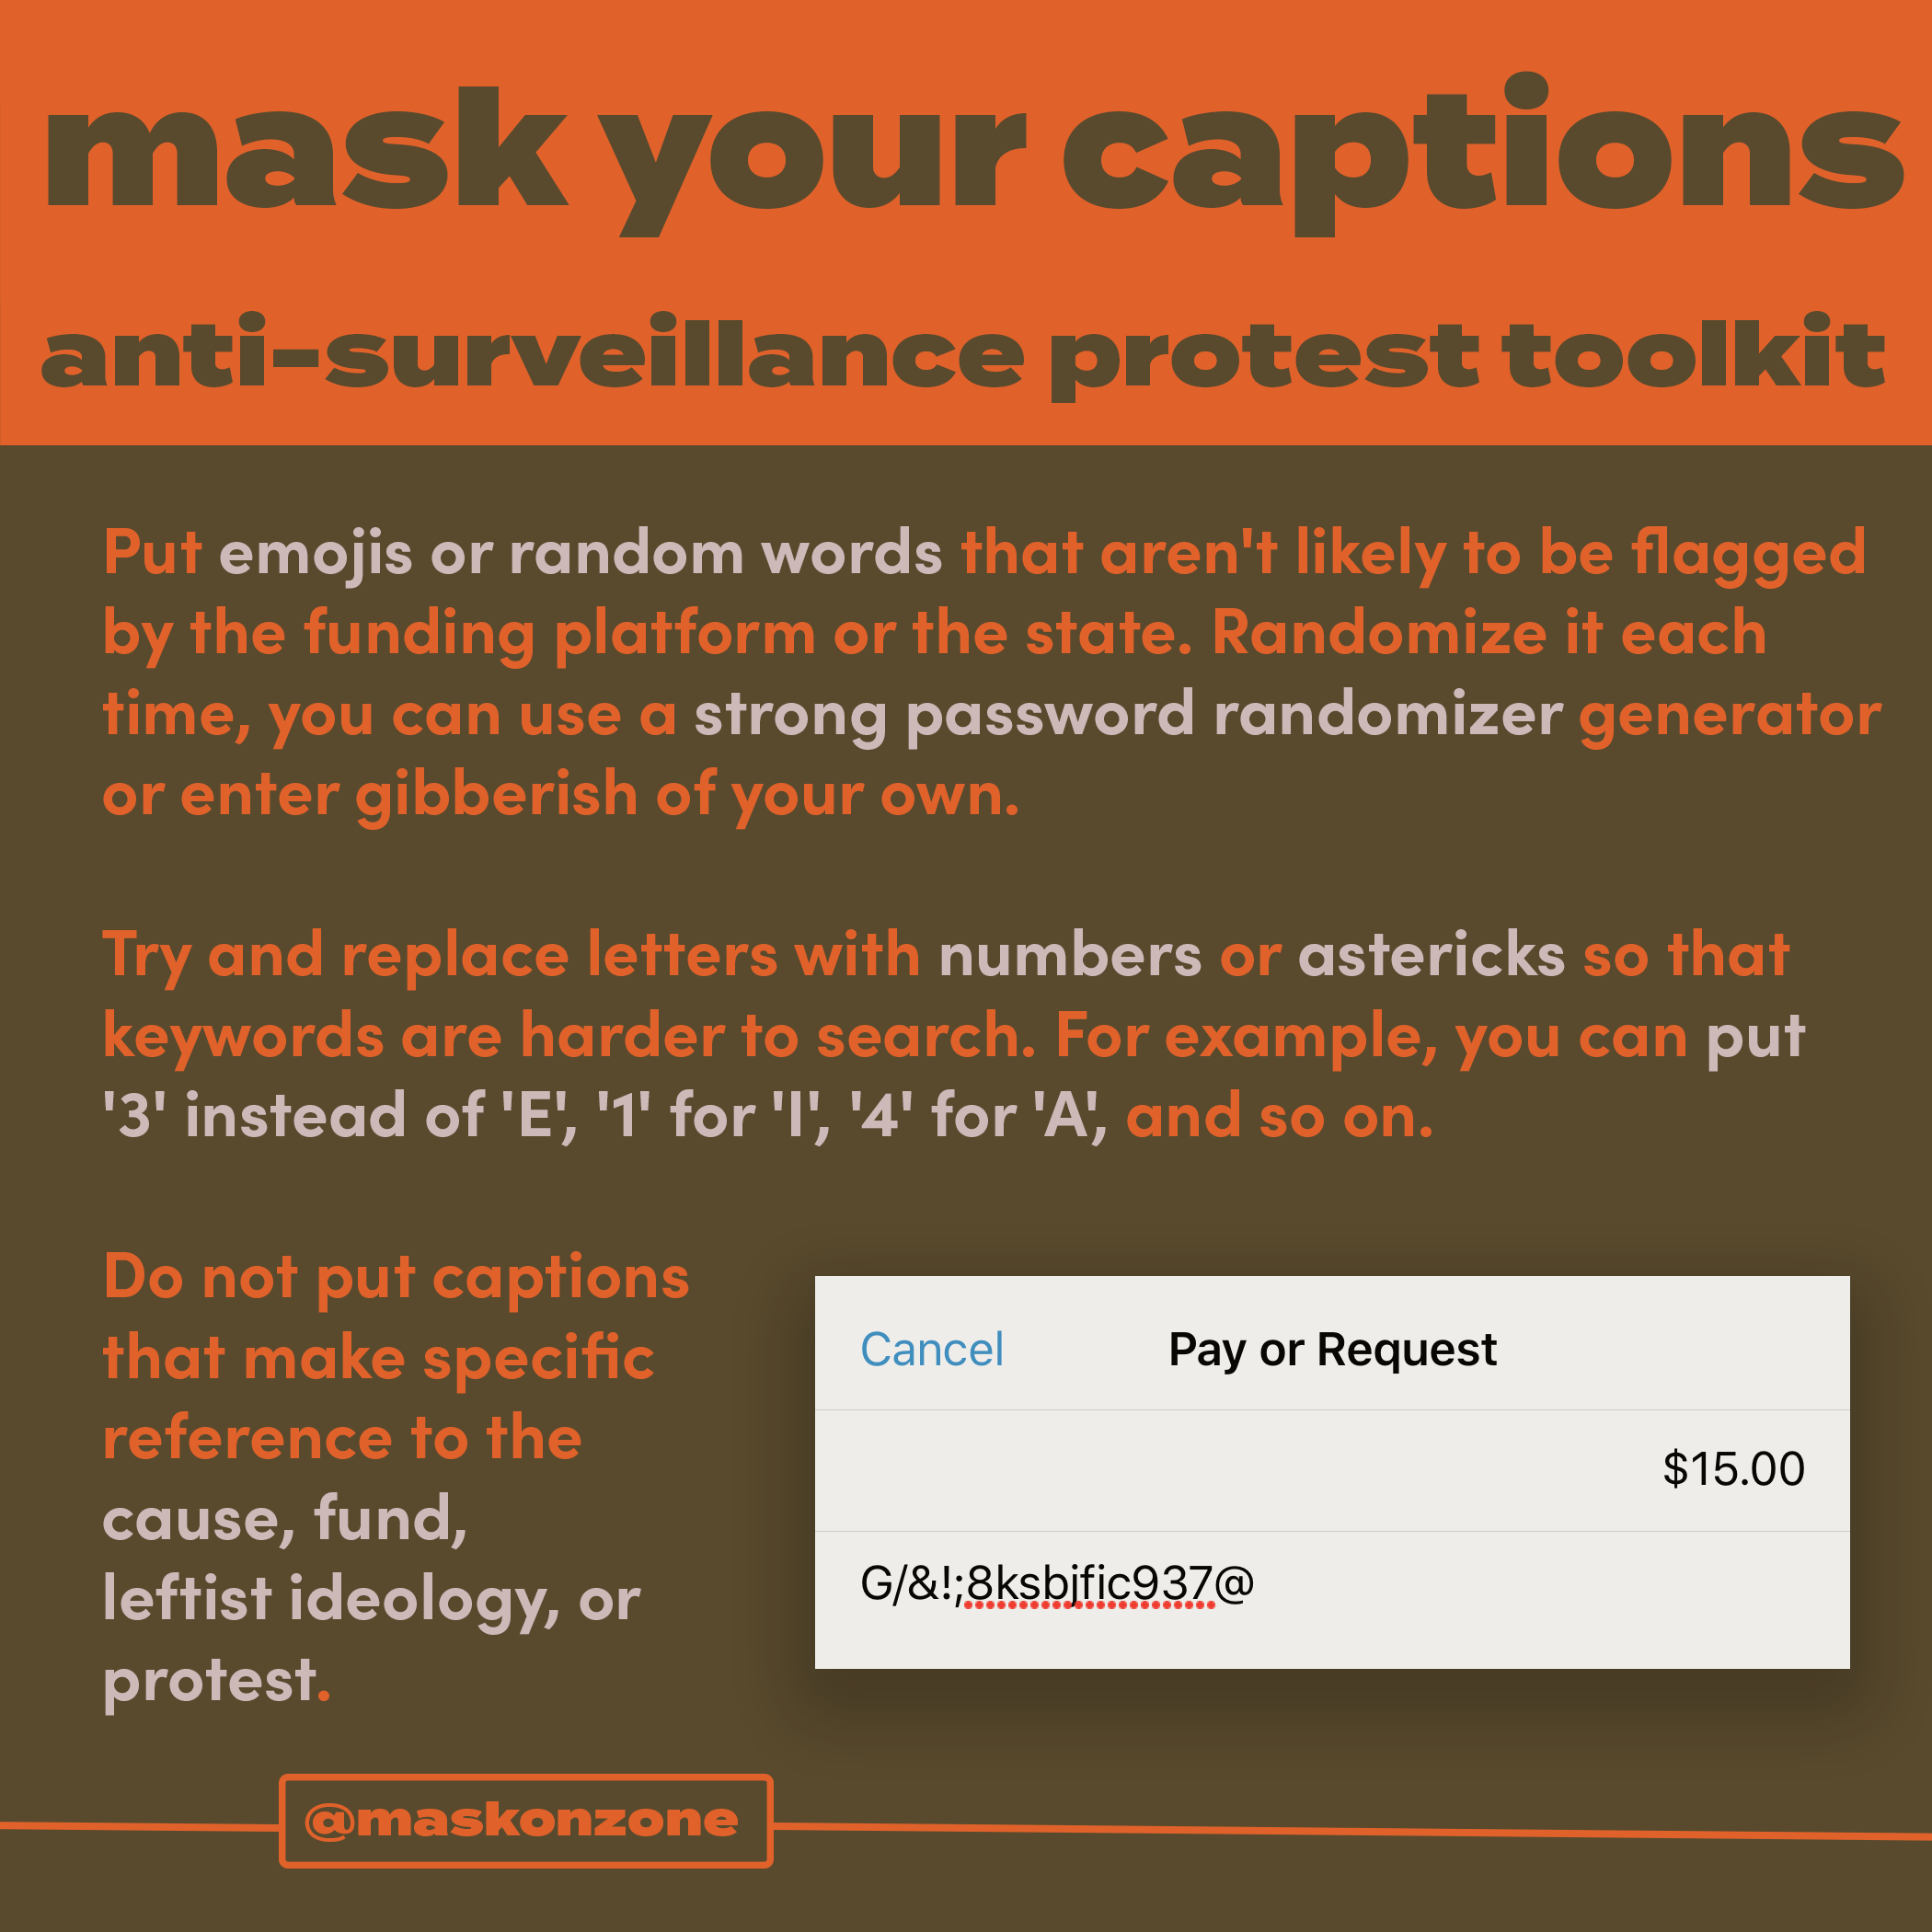 mask your captions
anti-surveillance protest toolkit
Put emojis or random words that aren't likely to be flagged
by the funding platform or the state. Randomize it each
time, you can use a strong password randomizer generator
or enter gibberish of your own.
Try and replace letters with numbers or astericks so that
keywords are harder to search. For example, you can put
'3' instead of 'E', '1' for 'I', '4' for 'A', and so on.
Do not put captions
that make specific
reference to the
cause, fund,
leftist ideology, or
protest.
Cancel Pay or Request
$15.00
G/&!;8ksbjfic937@
@maskonzone